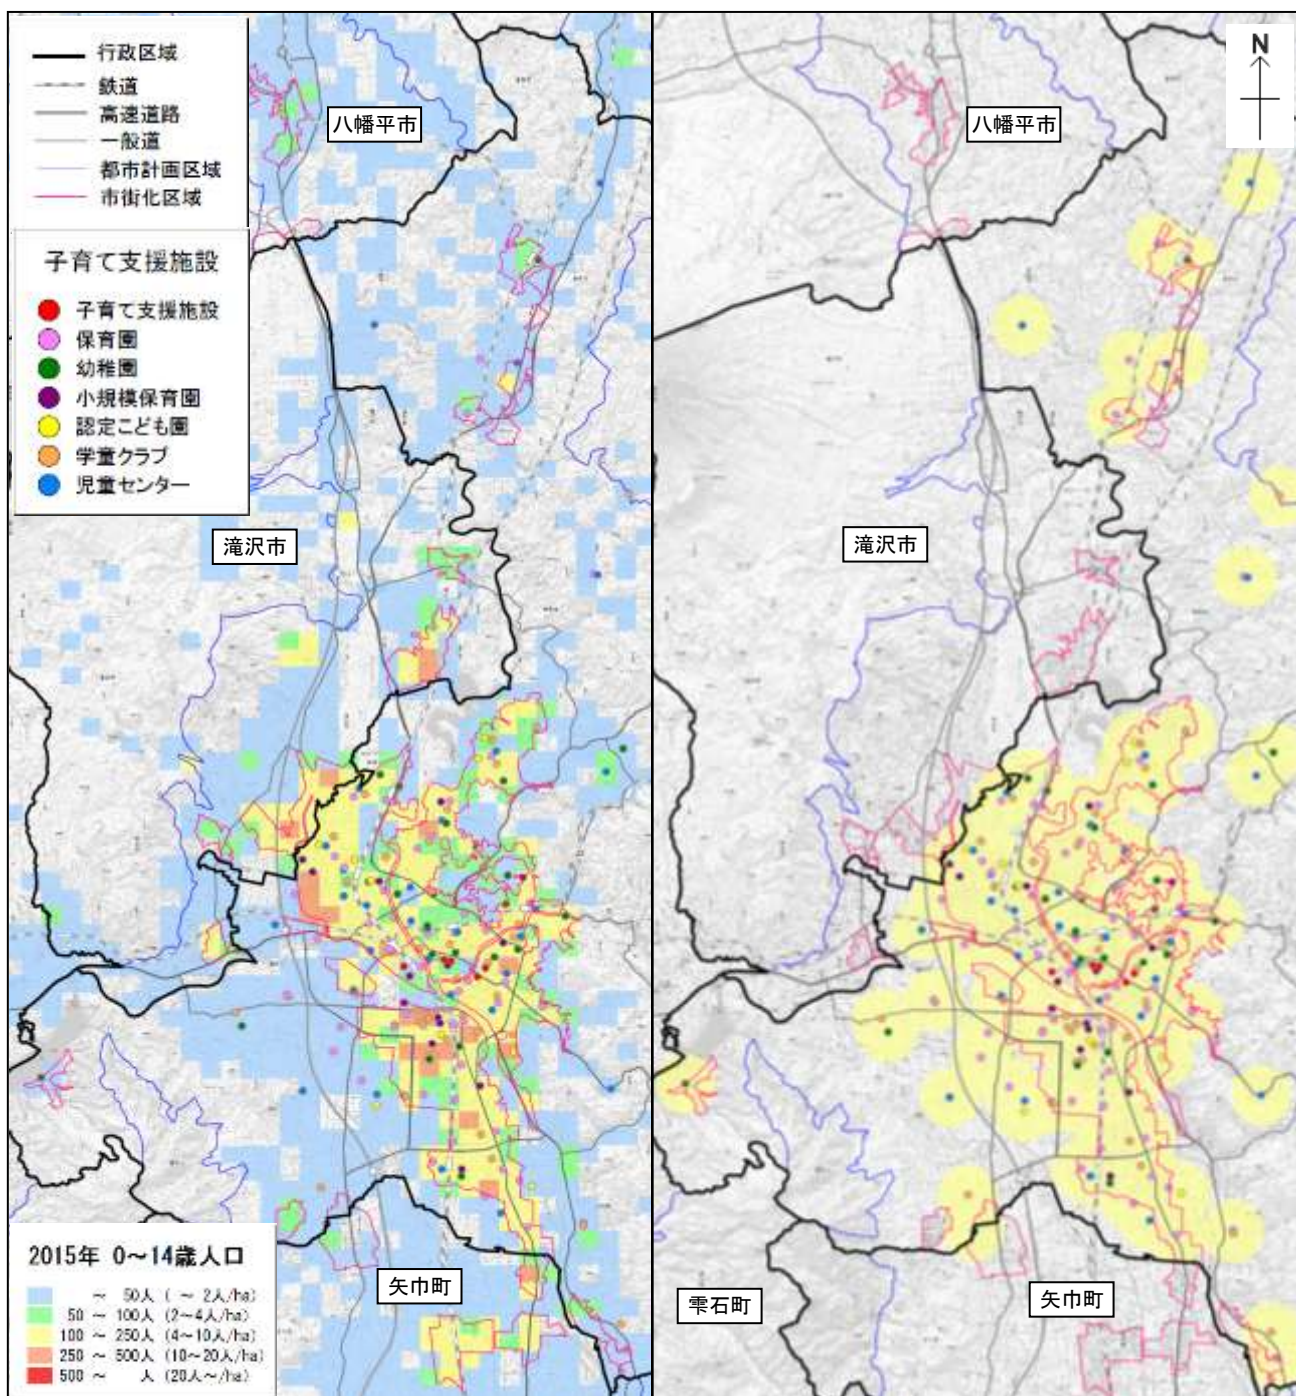 行政区域
鉄道
高速道路
一般道
都市計画区域
市街化区域
子育て支援施設
子育て支援施設
保育園
幼稚園
小規模保育園
認定こども園
学童クラブ
児童センター
八幡平市
滝沢市
矢巾町
2015年 0～14歳人口
～ 50人 ( ～ 2人/ha)
50 ～ 100人 (2～4人/ha)
100 ～ 250人 (4～10人/ha)
250 ～ 500人 (10～20人/ha)
500 ～ 人 (20人～/ha)
N
八幡平市
滝沢市
雫石町
矢巾町